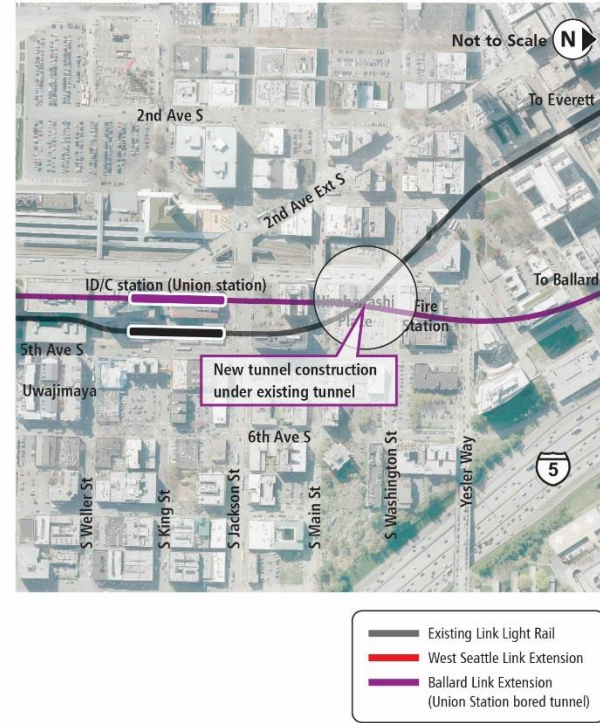 Not to Scale N
To Everett
2nd Ave S
2nd Ave Ext S
To Ballard
ID/C station (Union station)
Hirabayashi
Place
Fire
Station
5th Ave S
New tunnel construction
under existing tunnel
Uwajimaya
6th Ave S
S Weller St
S King St
S Jackson St
S Main St
S Washington St
Yesler Way
5
Existing Link Light Rail
West Seattle Link Extension
Ballard Link Extension
(Union Station bored tunnel)